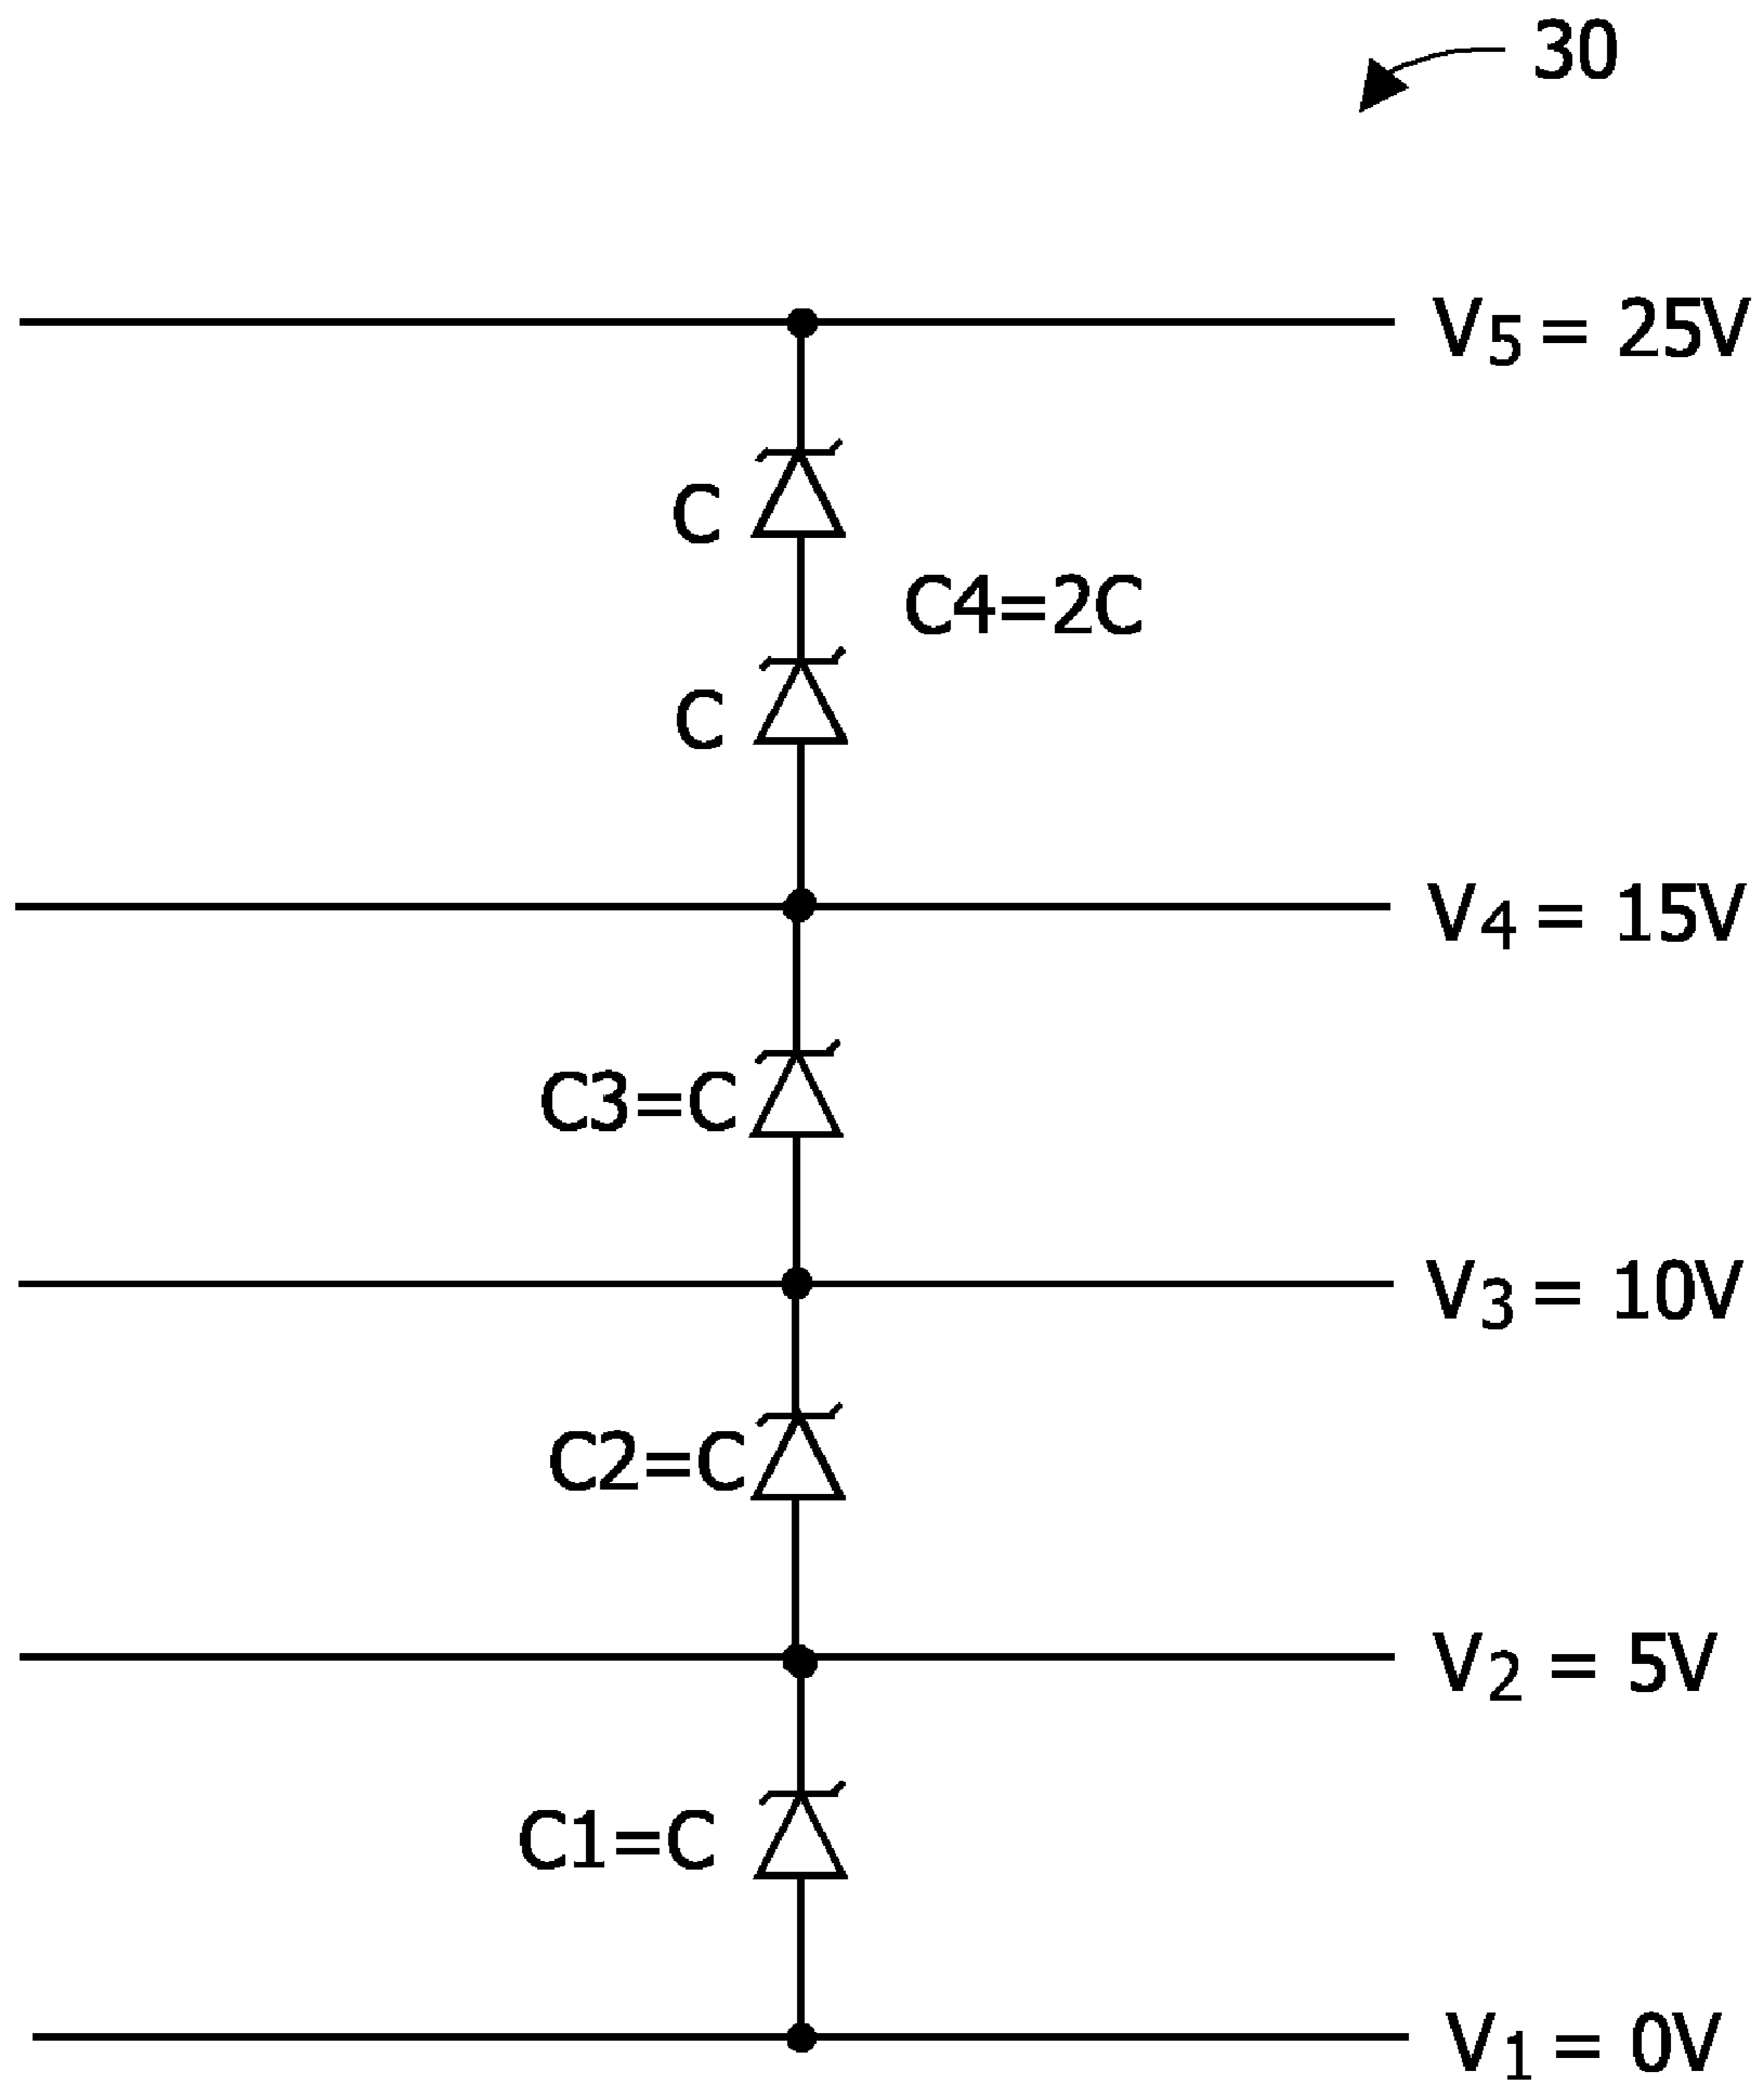 30
V5 = 25V
C
C4=2C
C
V4 = 15V
C3=C
V3 = 10V
C2=C
V2 = 5V
C1=C
V1 = 0V